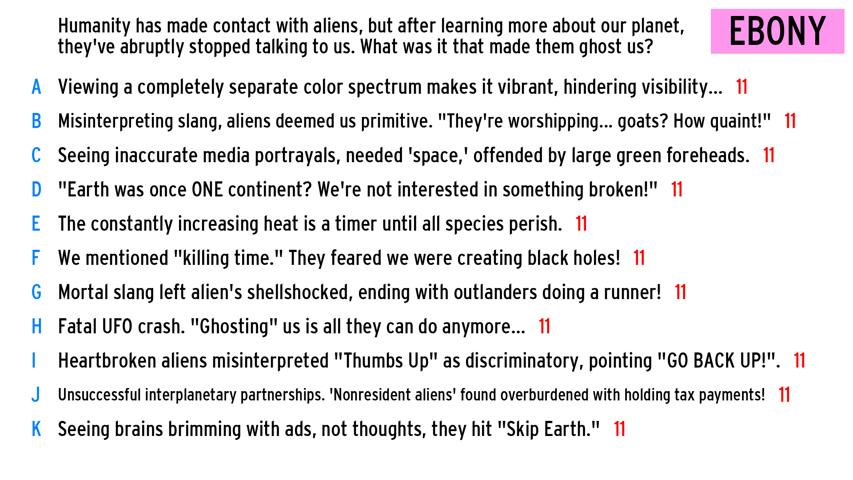 Humanity has made contact with aliens, but after learning more about our planet,
they've abruptly stopped talking to us. What was it that made them ghost us?
EBONY
A Viewing a completely separate color spectrum makes it vibrant, hindering visibility... 11
B Misinterpreting slang, aliens deemed us primitive. "They're worshipping... goats? How quaint!" 11
C Seeing inaccurate media portrayals, needed 'space,' offended by large green foreheads. 11
D "Earth was once ONE continent? We're not interested in something broken!" 11
E The constantly increasing heat is a timer until all species perish. 11
F We mentioned "killing time." They feared we were creating black holes! 11
G Mortal slang left alien's shellshocked, ending with outlanders doing a runner! 11
H Fatal UFO crash. "Ghosting" us is all they can do anymore... 11
I Heartbroken aliens misinterpreted "Thumbs Up" as discriminatory, pointing "GO BACK UP!". 11
J Unsuccessful interplanetary partnerships. 'Nonresident aliens' found overburdened with holding tax payments! 11
K Seeing brains brimming with ads, not thoughts, they hit "Skip Earth." 11